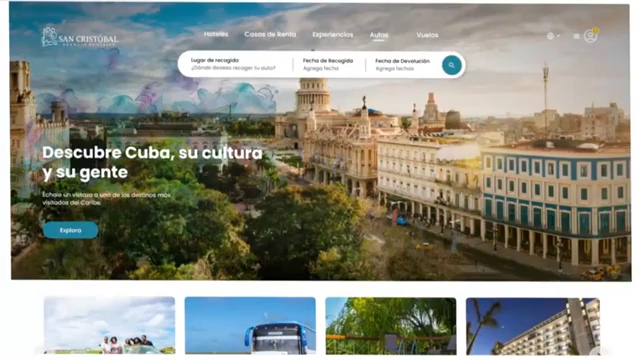 SAN CRISTÓBAL
Hoteles
Casas de Renta
Experiencias
Autos
Vuelos
Lugar de recogida
¿Dónde deseas recoger tu auto?
Fecha de Recogida
Agrega fecha
Fecha de Devolución
Agrega fechas
Descubre Cuba, su cultura
y su gente
Échale un vistazo a uno de los destinos más
visitados del Caribe.
Explora